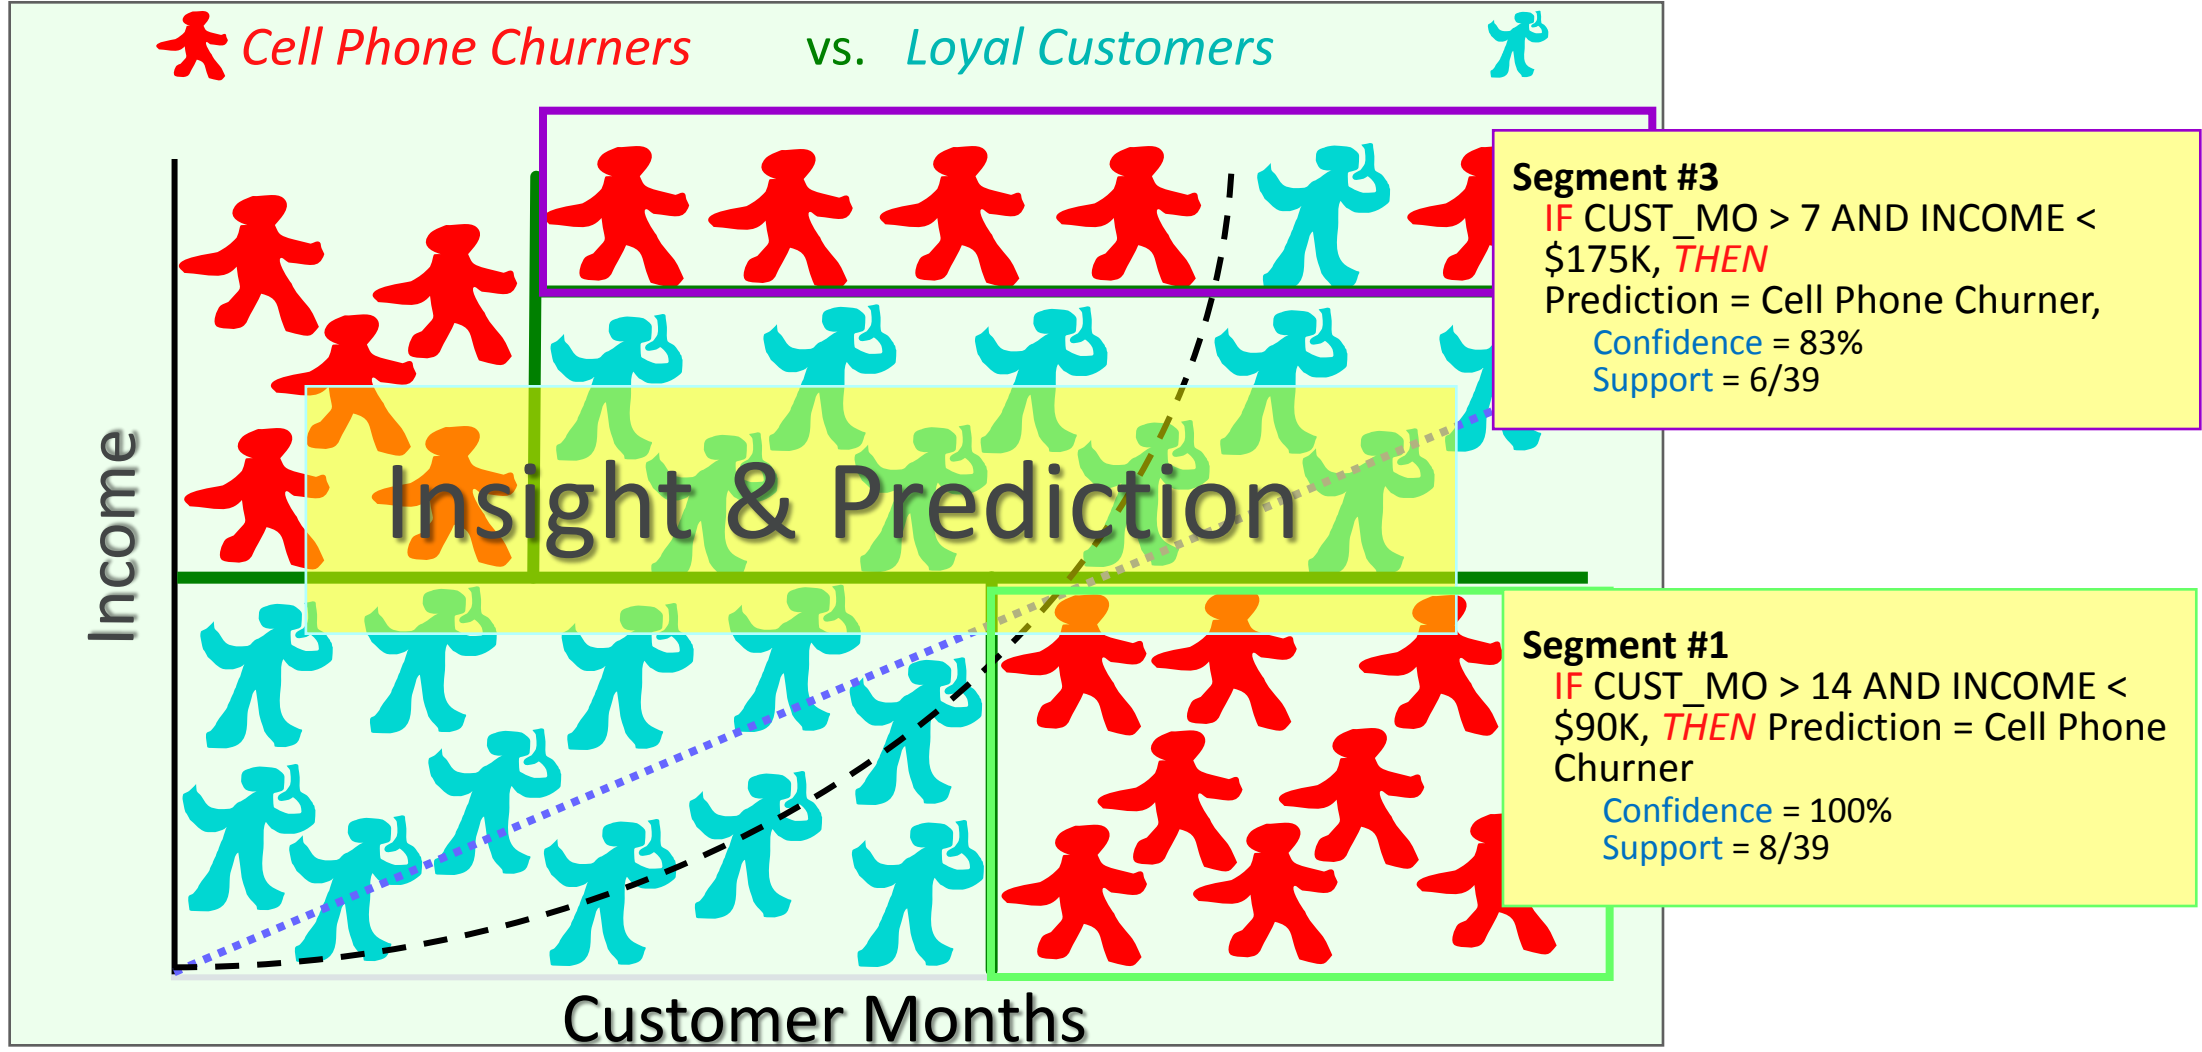 Cell Phone Churners vs. Loyal Customers
Segment #3
IF CUST_MO > 7 AND INCOME <
$175K, THEN
Prediction = Cell Phone Churner,
Confidence = 83%
Support = 6/39
Income
Insight & Prediction
Segment #1
IF CUST_MO > 14 AND INCOME <
$90K, THEN Prediction = Cell Phone
Churner
Confidence = 100%
Support = 8/39
Customer Months